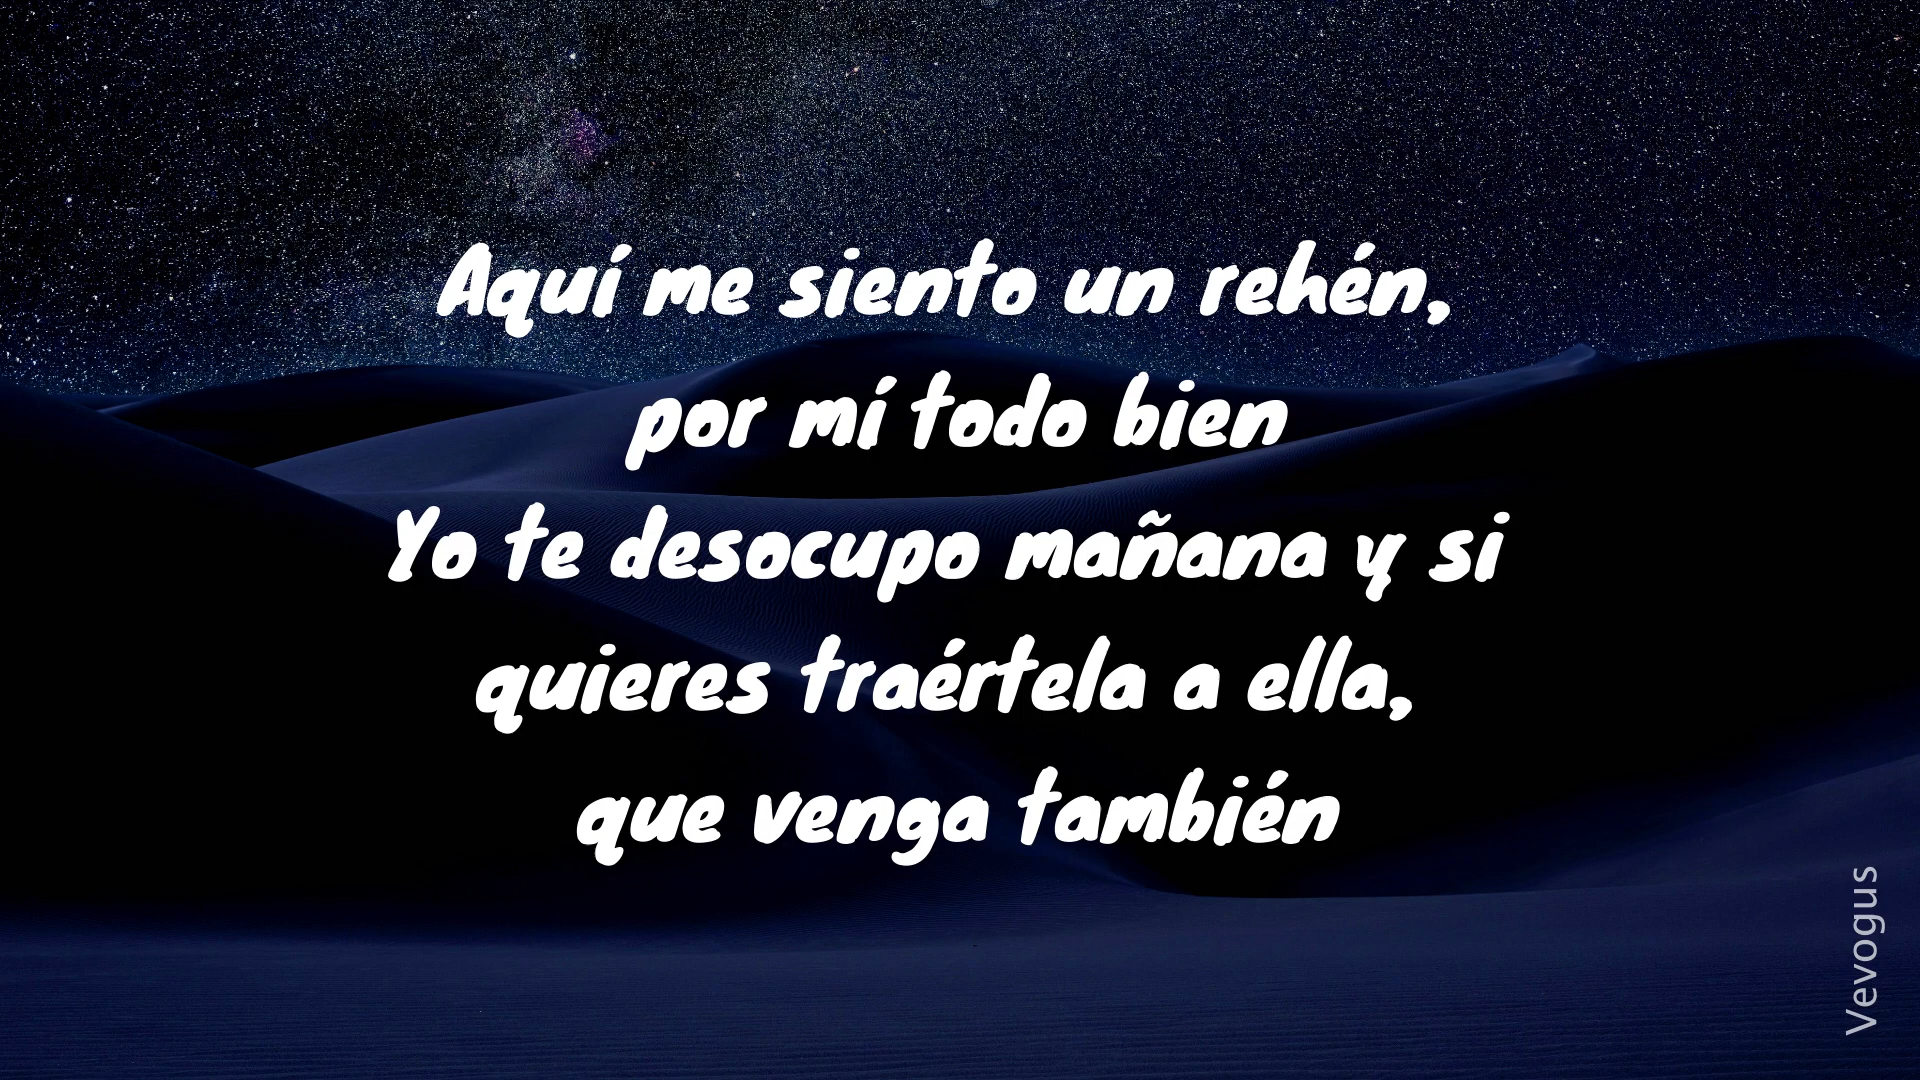 Aquí me siento un rehén,
por mí todo bien
Yo te desocupo mañana y si
quieres traértela a ella,
que venga también
Vevogus